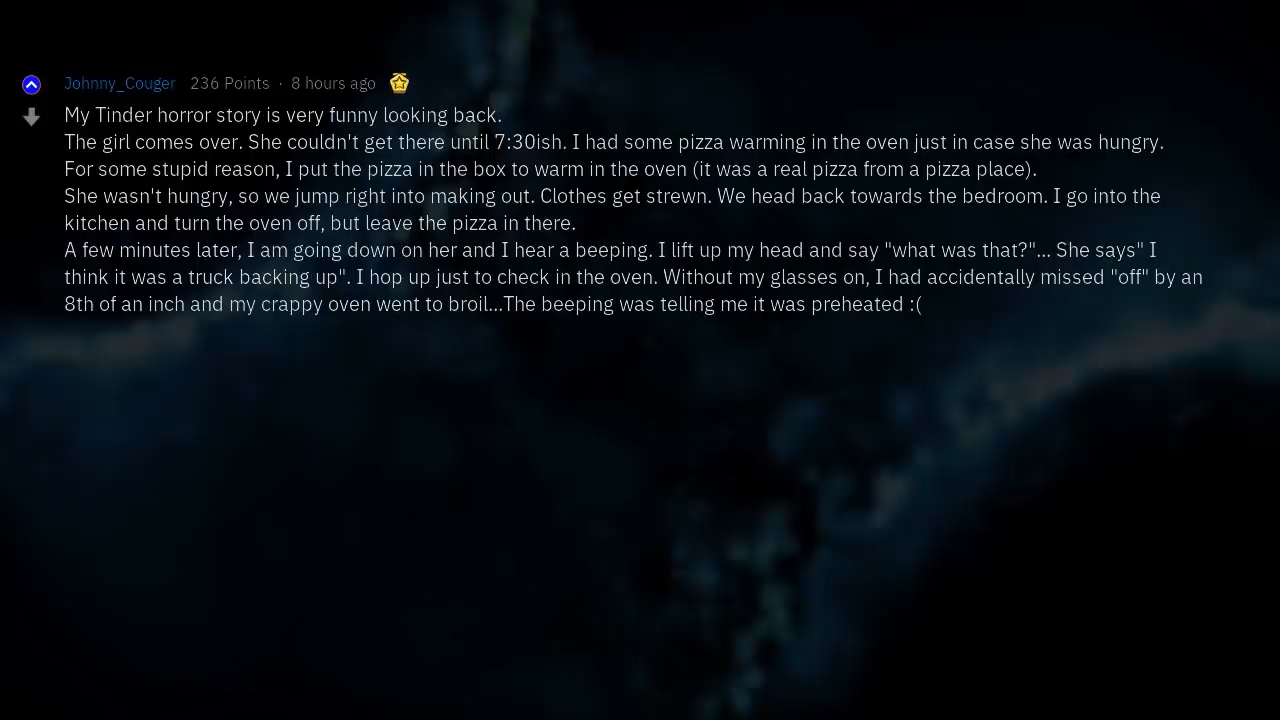 Johnny_Couger 236 Points · 8 hours ago
My Tinder horror story is very funny looking back.
The girl comes over. She couldn't get there until 7:30ish. I had some pizza warming in the oven just in case she was hungry.
For some stupid reason, I put the pizza in the box to warm in the oven (it was a real pizza from a pizza place).
She wasn't hungry, so we jump right into making out. Clothes get strewn. We head back towards the bedroom. I go into the
kitchen and turn the oven off, but leave the pizza in there.
A few minutes later, I am going down on her and I hear a beeping. I lift up my head and say "what was that?"... She says" I
think it was a truck backing up". I hop up just to check in the oven. Without my glasses on, I had accidentally missed "off" by an
8th of an inch and my crappy oven went to broil...The beeping was telling me it was preheated :(